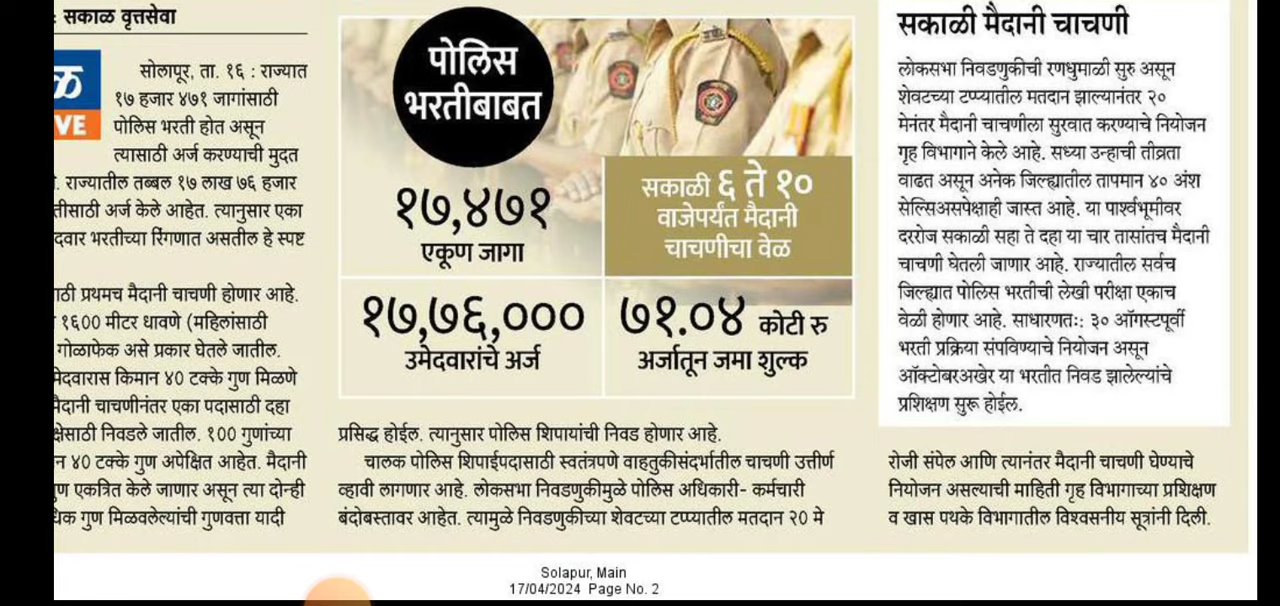 : सकाळ वृत्तसेवा
ळ
VE
सोलापूर, ता. १६ : राज्यात
१७ हजार ४७१ जागांसाठी
पोलिस भरती होत असून
त्यासाठी अर्ज करण्याची मुदत
. राज्यातील तब्बल १७ लाख ७६ हजार
तीसाठी अर्ज केले आहेत. त्यानुसार एका
दवार भरतीच्या रिंगणात असतील हे स्पष्ट
ाठी प्रथमच मैदानी चाचणी होणार आहे.
१६00 मीटर धावणे (महिलांसाठी
गोळाफेक असे प्रकार घेतले जातील.
मेदवारास किमान ४0 टक्के गुण मिळणे
मैदानी चाचणीनंतर एका पदासाठी दहा
क्षेसाठी निवडले जातील. १00 गुणांच्या
न ४0 टक्के गुण अपेक्षित आहेत. मैदानी
ुण एकत्रित केले जाणार असून त्या दोन्ही
धिक गुण मिळवलेल्यांची गुणवत्ता यादी
पोलिस
भरतीबाबत
१७,४७१
एकूण जागा
सकाळी ६ ते १०
वाजेपर्यंत मैदानी
चाचणीचा वेळ
१७,७६,०००
उमेदवारांचे अर्ज
७१.०४ कोटी रु
अर्जातून जमा शुल्क
प्रसिद्ध होईल. त्यानुसार पोलिस शिपायांची निवड होणार आहे.
चालक पोलिस शिपाईपदासाठी स्वतंत्रपणे वाहतुकीसंदर्भातील चाचणी उत्तीर्ण
व्हावी लागणार आहे. लोकसभा निवडणुकीमुळे पोलिस अधिकारी- कर्मचारी
बंदोबस्तावर आहेत. त्यामुळे निवडणुकीच्या शेवटच्या टप्प्यातील मतदान २0 मे
सकाळी मैदानी चाचणी
लोकसभा निवडणुकीची रणधुमाळी सुरु असून
शेवटच्या टप्प्यातील मतदान झाल्यानंतर २०
मेनंतर मैदानी चाचणीला सुरवात करण्याचे नियोजन
गृह विभागाने केले आहे. सध्या उन्हाची तीव्रता
वाढत असून अनेक जिल्ह्यातील तापमान ४० अंश
सेल्सिअसपेक्षाही जास्त आहे. या पार्श्वभूमीवर
दररोज सकाळी सहा ते दहा या चार तासांतच मैदानी
चाचणी घेतली जाणार आहे. राज्यातील सर्वच
जिल्ह्यात पोलिस भरतीची लेखी परीक्षा एकाच
वेळी होणार आहे. साधारणतः: ३० ऑगस्टपूर्वी
भरती प्रक्रिया संपविण्याचे नियोजन असून
ऑक्टोबरअखेर या भरतीत निवड झालेल्यांचे
प्रशिक्षण सुरू होईल.
रोजी संपेल आणि त्यानंतर मैदानी चाचणी घेण्याचे
नियोजन असल्याची माहिती गृह विभागाच्या प्रशिक्षण
व खास पथके विभागातील विश्वसनीय सूत्रांनी दिली.
Solapur, Main
17/04/2024 Page No. 2